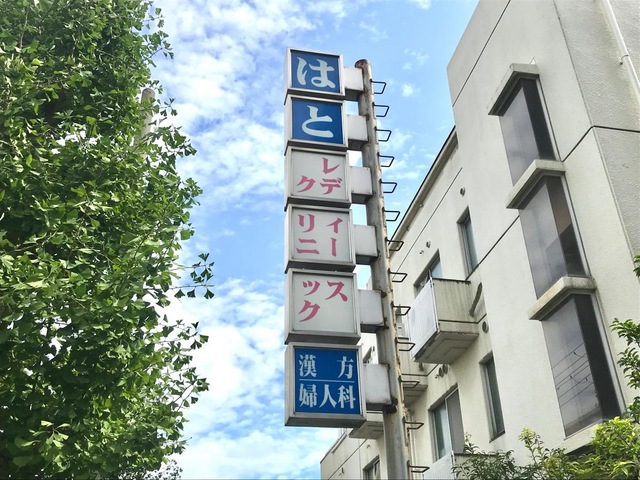 はと
レディース
クリニック
漢方
婦人科